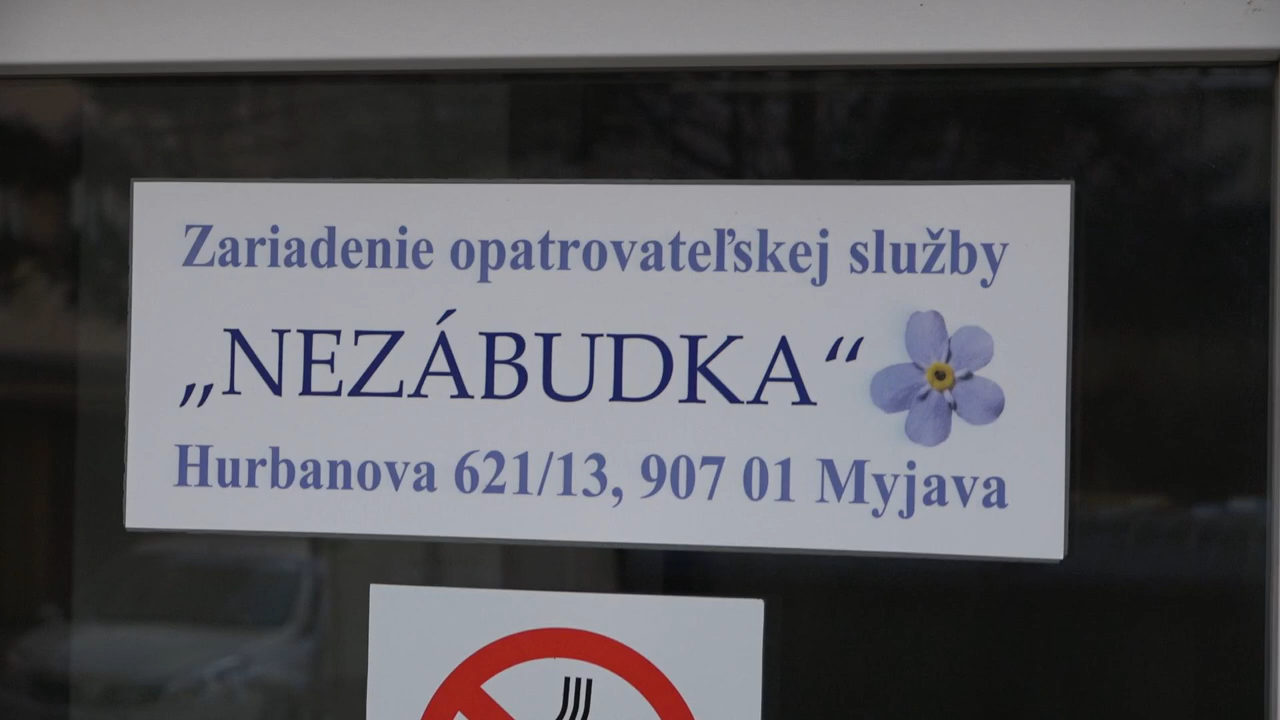 Zariadenie opatrovateľskej služby
„NEZÁBUDKA“
Hurbanova 621/13, 907 01 Myjava